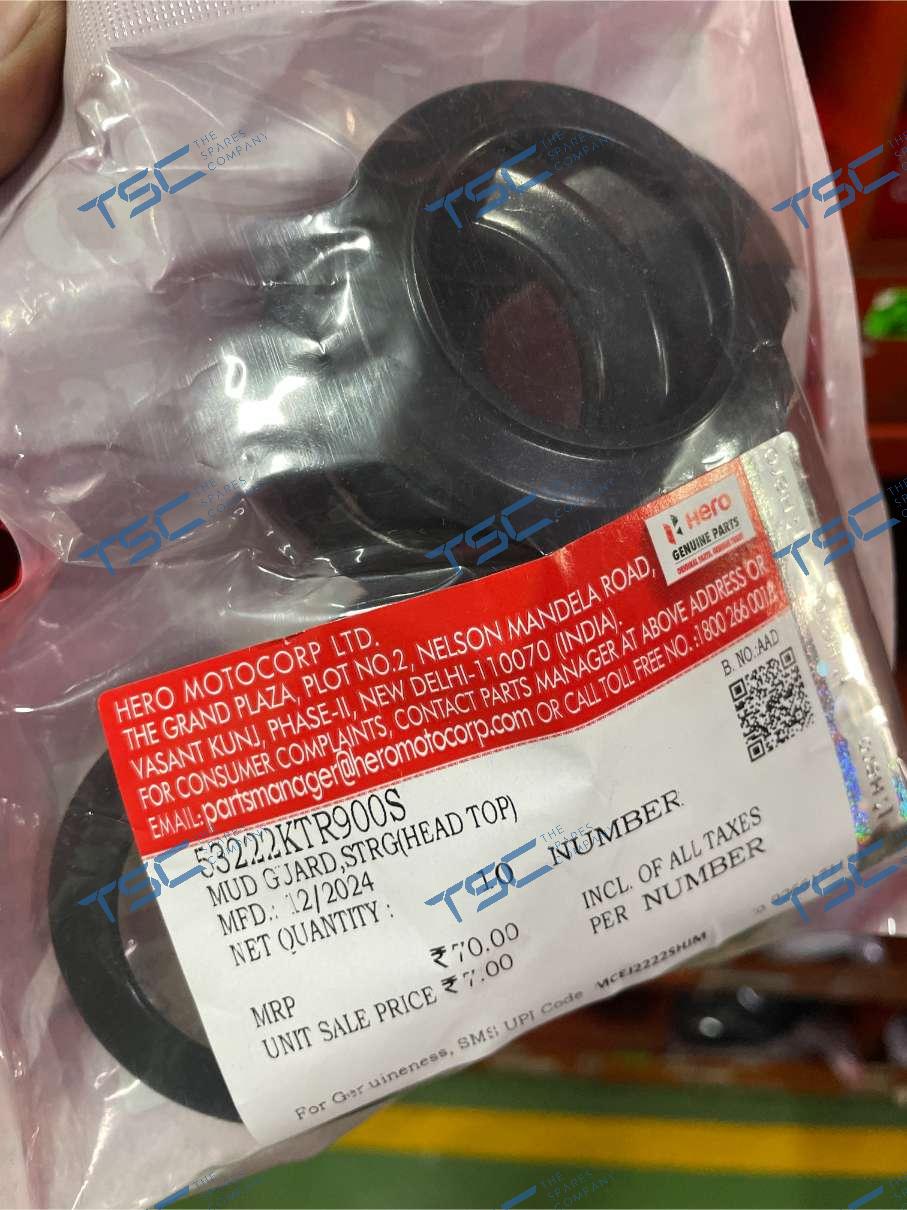 TSC THE SPARES COMPANY
Hero
GENUINE PARTS
HERO MOTOCORP LTD.
THE GRAND PLAZA, PLOT NO.2, NELSON MANDELA ROAD,
VASANT KUNJ, PHASE-II, NEW DELHI-110070 (INDIA).
FOR CONSUMER COMPLAINTS, CONTACT PARTS MANAGER AT ABOVE ADDRESS OR
EMAIL: partsmanager@heromotocorp.com OR CALL TOLL FREE NO.:1800 266 0018
B. NO.:AAD
53222KTR900S
MUD GUARD,STRG(HEAD TOP)
MFD.: 12/2024
NET QUANTITY : 10 NUMBER
MRP ₹70.00 INCL. OF ALL TAXES
UNIT SALE PRICE ₹7.00 PER NUMBER
For Genuineness, SMS UPI Code